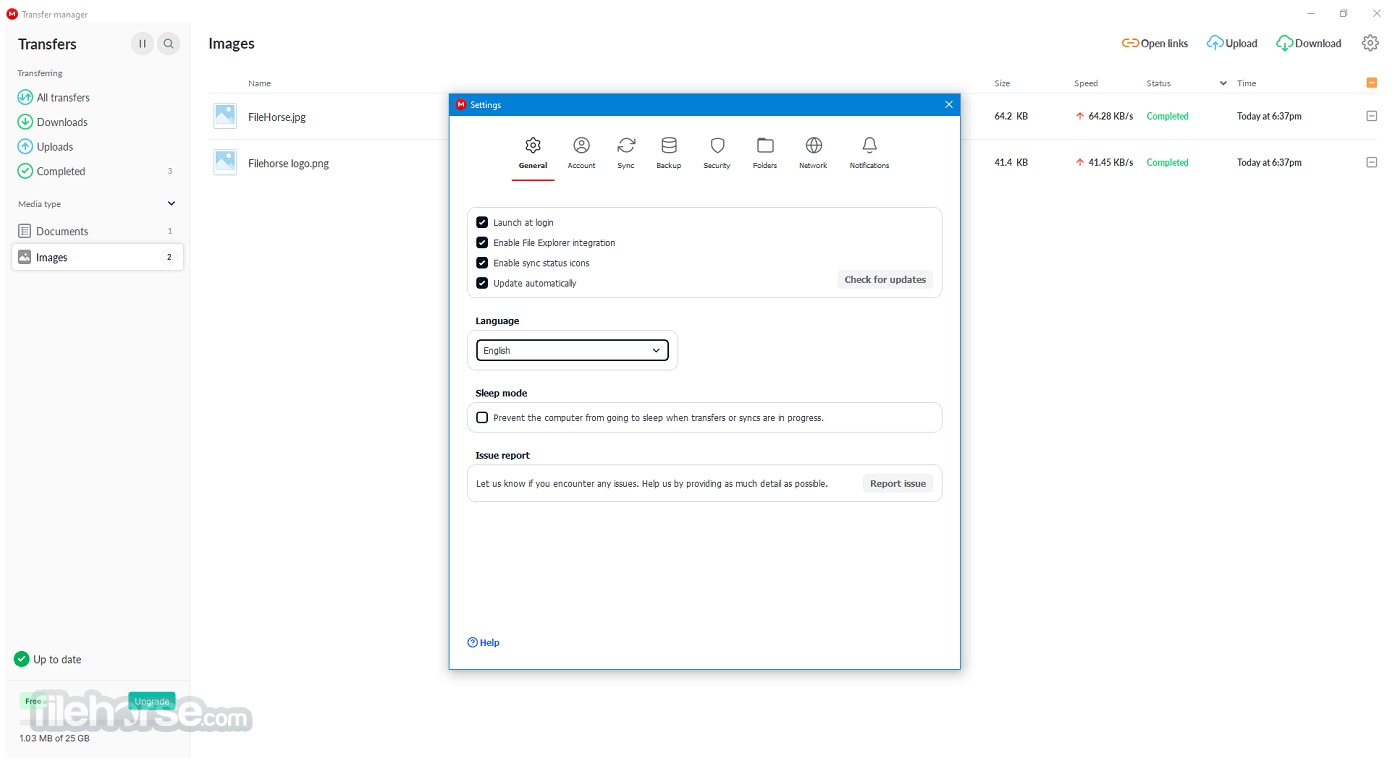 M Transfer manager
Transfers
Transferring
All transfers
Downloads
Uploads
Completed 3
Media type
Documents 1
Images 2
Up to date
Free Upgrade
filehorse.com
1.03 MB of 25 GB
Images
Open links Upload Download
Name Size Speed Status Time
FileHorse.jpg 64.2 KB 64.28 KB/s Completed Today at 6:37pm
Filehorse logo.png 41.4 KB 41.45 KB/s Completed Today at 6:37pm
M Settings
General Account Sync Backup Security Folders Network Notifications
Launch at login
Enable File Explorer integration
Enable sync status icons
Update automatically Check for updates
Language
English
Sleep mode
Prevent the computer from going to sleep when transfers or syncs are in progress.
Issue report
Let us know if you encounter any issues. Help us by providing as much detail as possible. Report issue
? Help